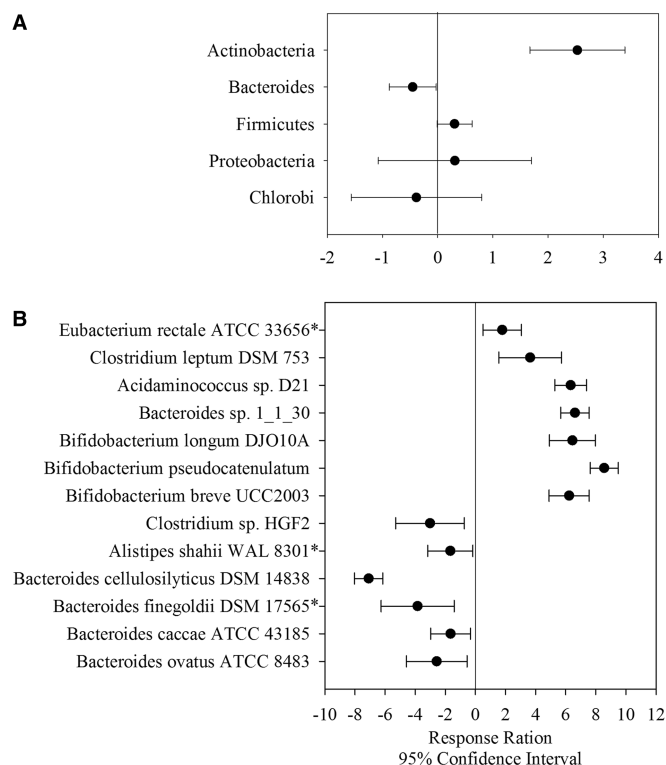 A
Actinobacteria
Bacteroides
Firmicutes
Proteobacteria
Chlorobi
-2 -1 0 1 2 3 4
B
Eubacterium rectale ATCC 33656*
Clostridium leptum DSM 753
Acidaminococcus sp. D21
Bacteroides sp. 1_1_30
Bifidobacterium longum DJO10A
Bifidobacterium pseudocatenulatum
Bifidobacterium breve UCC2003
Clostridium sp. HGF2
Alistipes shahii WAL 8301*
Bacteroides cellulosilyticus DSM 14838
Bacteroides finegoldii DSM 17565*
Bacteroides caccae ATCC 43185
Bacteroides ovatus ATCC 8483
-10 -8 -6 -4 -2 0 2 4 6 8 10 12
Response Ration
95% Confidence Interval